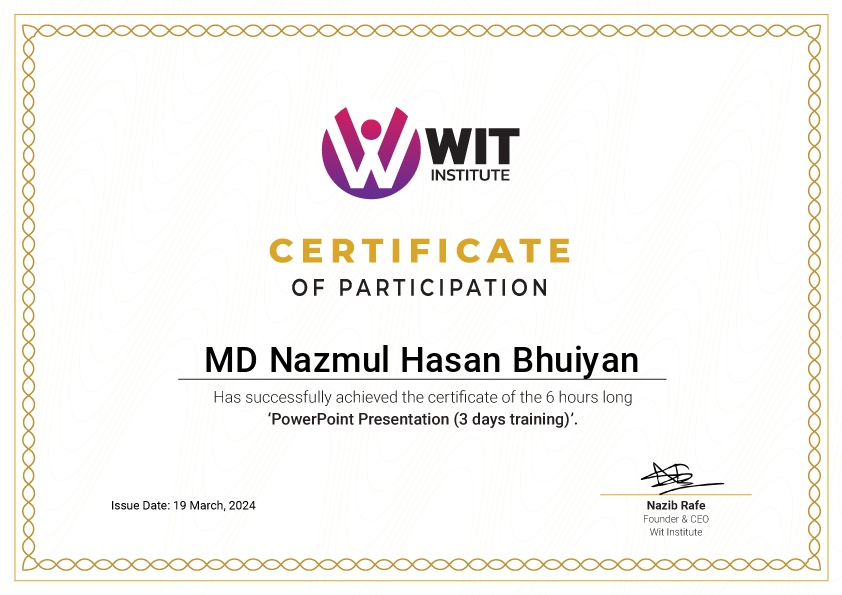 WIT
INSTITUTE
CERTIFICATE
OF PARTICIPATION
MD Nazmul Hasan Bhuiyan
Has successfully achieved the certificate of the 6 hours long
‘PowerPoint Presentation (3 days training)’.
Issue Date: 19 March, 2024
Nazib Rafe
Founder & CEO
Wit Institute